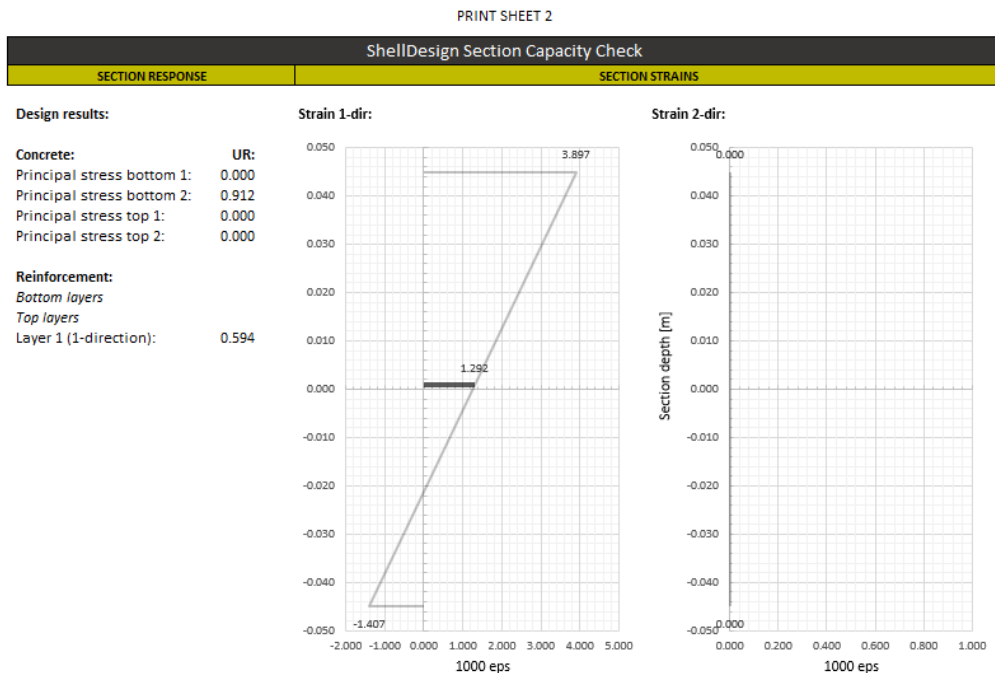 PRINT SHEET 2
ShellDesign Section Capacity Check
SECTION RESPONSE
SECTION STRAINS
Design results:
Concrete: UR:
Principal stress bottom 1: 0.000
Principal stress bottom 2: 0.912
Principal stress top 1: 0.000
Principal stress top 2: 0.000
Reinforcement:
Bottom layers
Top layers
Layer 1 (1-direction): 0.594
Strain 1-dir:
0.050
0.040
0.030
0.020
0.010
0.000
-0.010
-0.020
-0.030
-0.040
-0.050
3.897
1.292
-1.407
-2.000 -1.000 0.000 1.000 2.000 3.000 4.000 5.000
1000 eps
Strain 2-dir:
Section depth [m]
0.050
0.040
0.030
0.020
0.010
0.000
-0.010
-0.020
-0.030
-0.040
-0.050
0.000
0.000
0.000 0.200 0.400 0.600 0.800 1.000
1000 eps